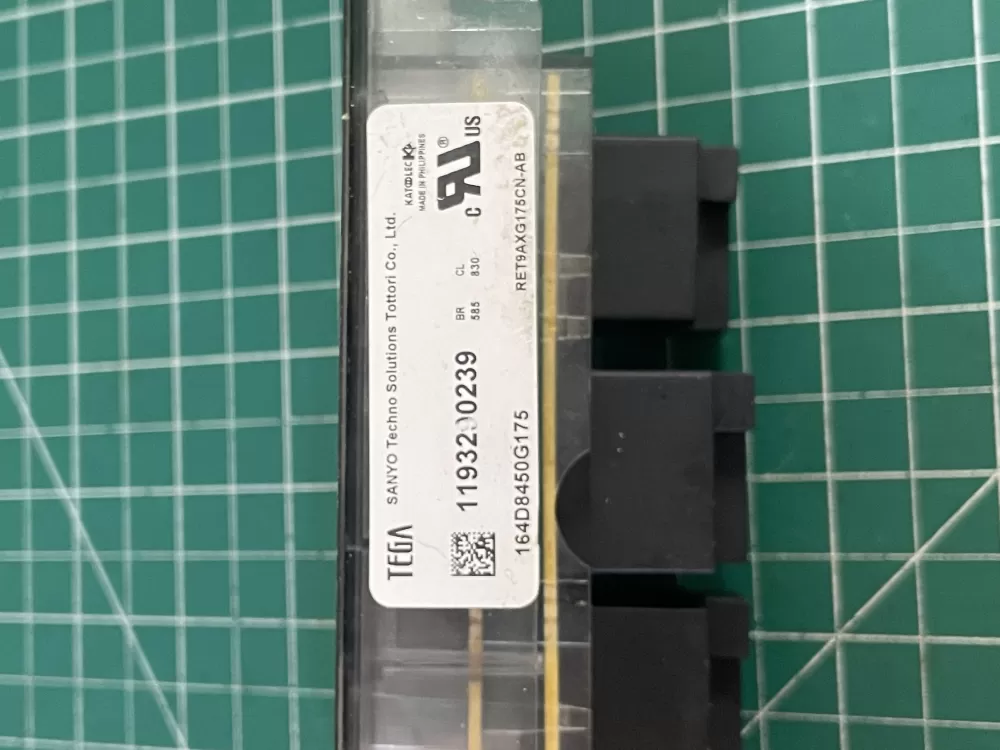 TEGA SANYO Techno Solutions Tottori Co., Ltd.
KATOLEC
MADE IN PHILIPPINES
BR CL
585 830
C US ®
164D8450G175 RET9AXG175CN-AB